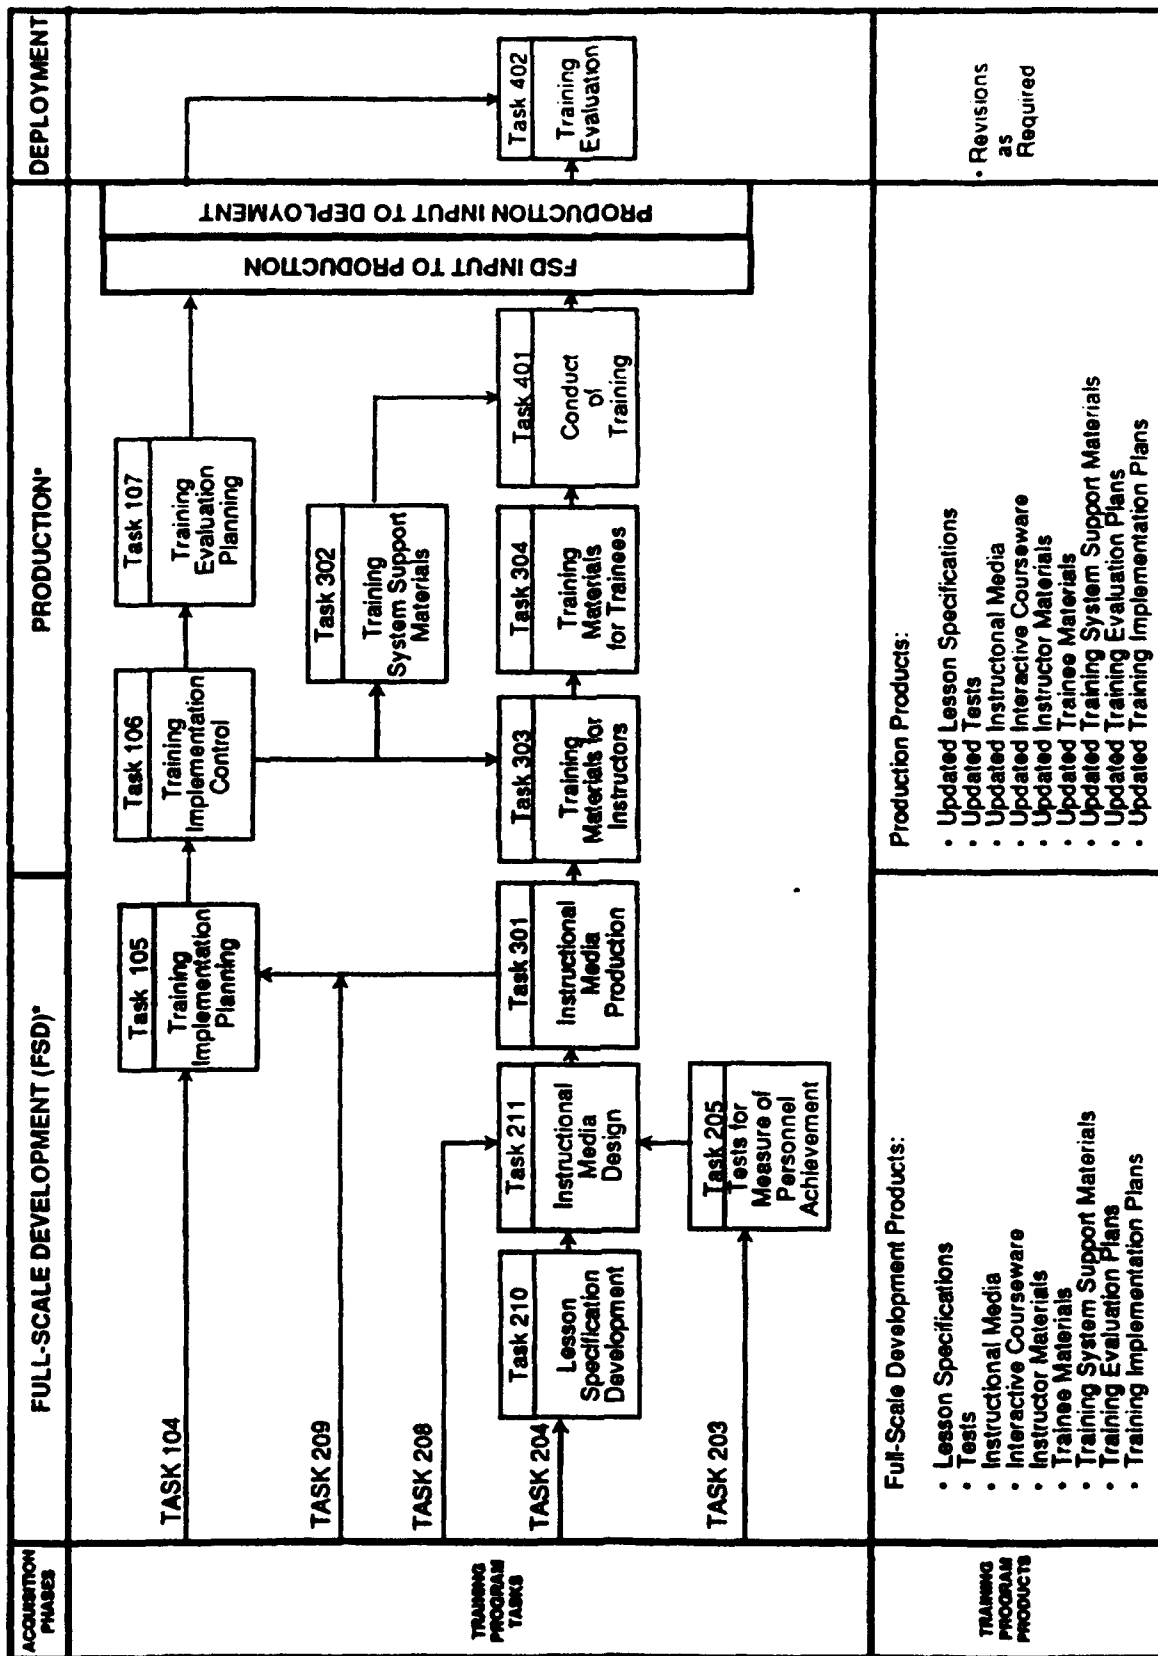 ACQUISITION
PHASES
FULL-SCALE DEVELOPMENT (FSD)*
PRODUCTION*
DEPLOYMENT
TRAINING
PROGRAM
TASKS
TASK 104
TASK 209
TASK 208
TASK 204
TASK 203
Task 105
Training
Implementation
Planning
Task 106
Training
Implementation
Control
Task 107
Training
Evaluation
Planning
Task 302
Training
System Support
Materials
Task 210
Lesson
Specification
Development
Task 211
Instructional
Media
Design
Task 205
Tests for
Measure of
Personnel
Achievement
Task 301
Instructional
Media
Production
Task 303
Training
Materials for
Instructors
Task 304
Training
Materials
for Trainees
Task 401
Conduct
of
Training
FSD INPUT TO PRODUCTION
PRODUCTION INPUT TO DEPLOYMENT
Task 402
Training
Evaluation
TRAINING
PROGRAM
PRODUCTS
Full-Scale Development Products:
• Lesson Specifications
• Tests
• Instructional Media
• Interactive Courseware
• Instructor Materials
• Trainee Materials
• Training System Support Materials
• Training Evaluation Plans
• Training Implementation Plans
Production Products:
• Updated Lesson Specifications
• Updated Tests
• Updated Instructional Media
• Updated Interactive Courseware
• Updated Instructor Materials
• Updated Trainee Materials
• Updated Training System Support Materials
• Updated Training Evaluation Plans
• Updated Training Implementation Plans
• Revisions
as
Required